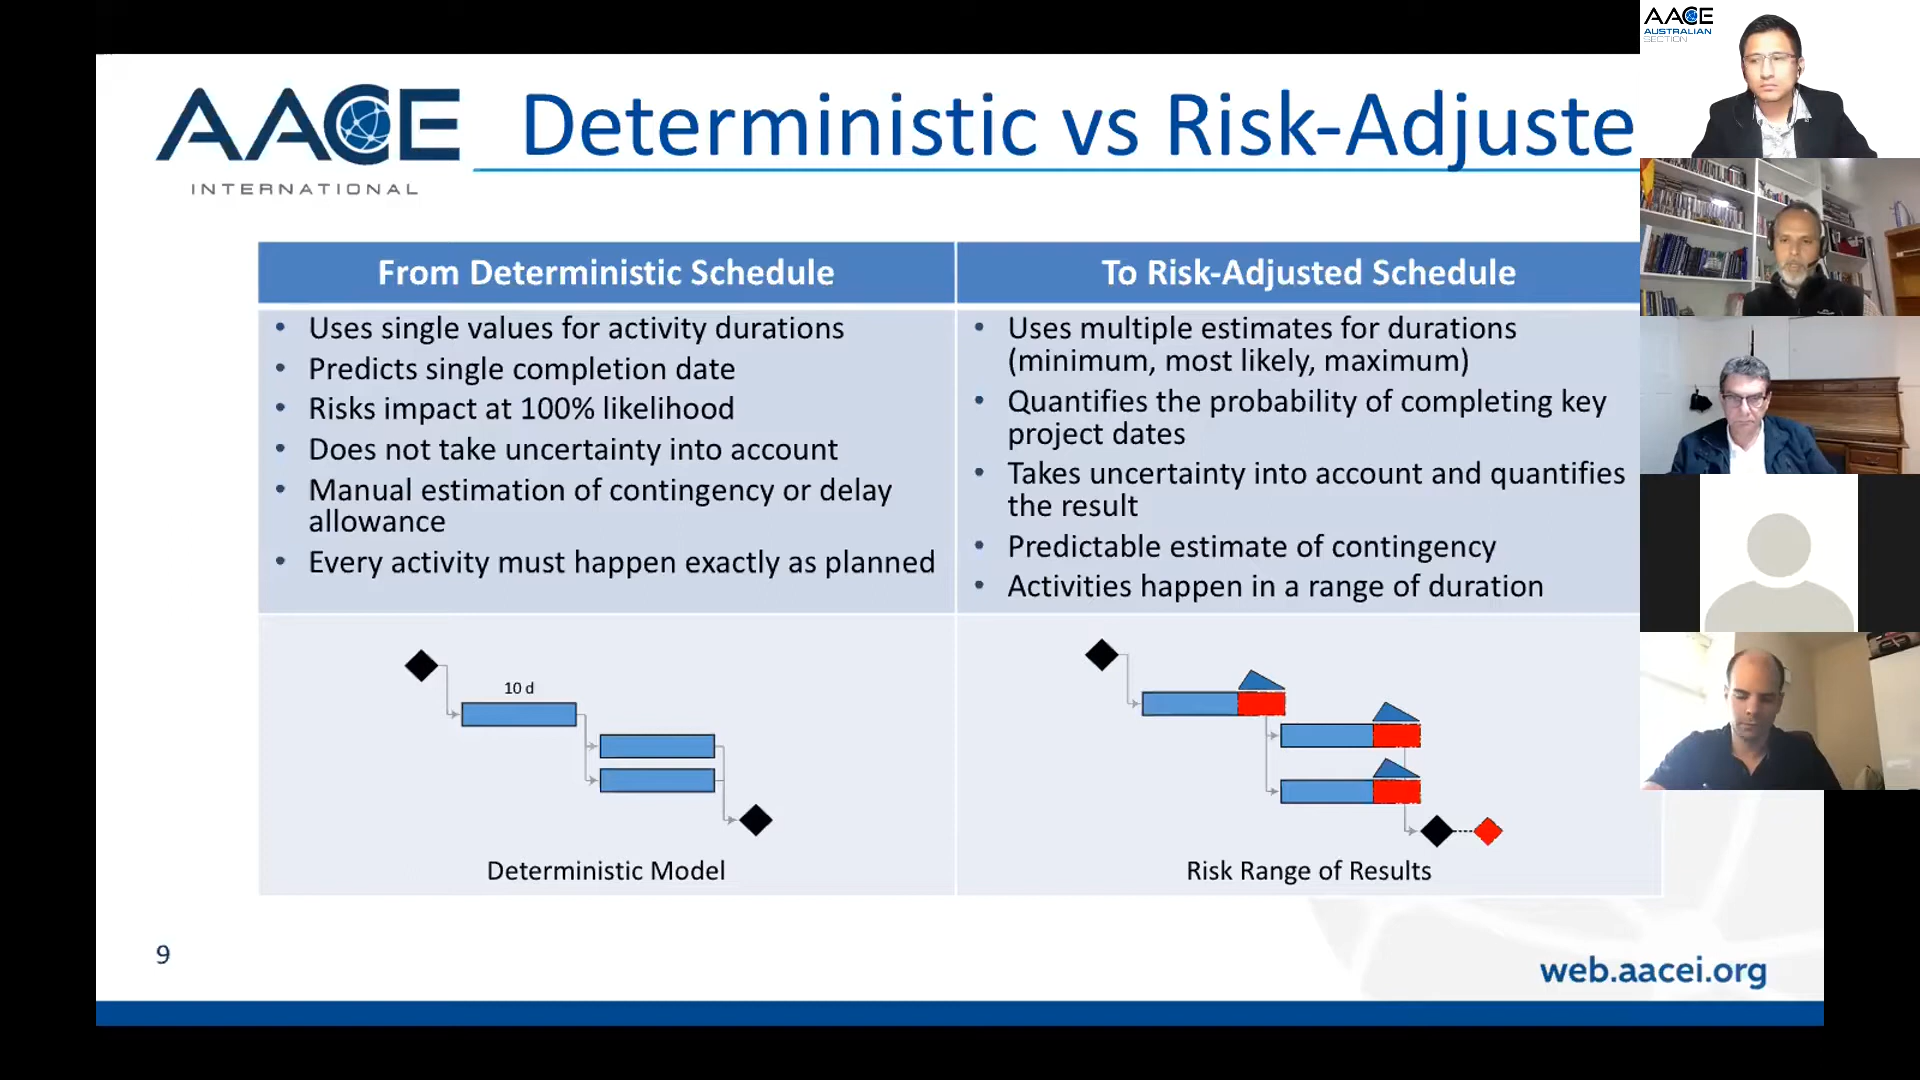 AACE
INTERNATIONAL
Deterministic vs Risk-Adjuste
AACE
AUSTRALIAN
SECTION
From Deterministic Schedule
• Uses single values for activity durations
• Predicts single completion date
• Risks impact at 100% likelihood
• Does not take uncertainty into account
• Manual estimation of contingency or delay
allowance
• Every activity must happen exactly as planned
To Risk-Adjusted Schedule
• Uses multiple estimates for durations
(minimum, most likely, maximum)
• Quantifies the probability of completing key
project dates
• Takes uncertainty into account and quantifies
the result
• Predictable estimate of contingency
• Activities happen in a range of duration
10 d
Deterministic Model
Risk Range of Results
9
web.aacei.org